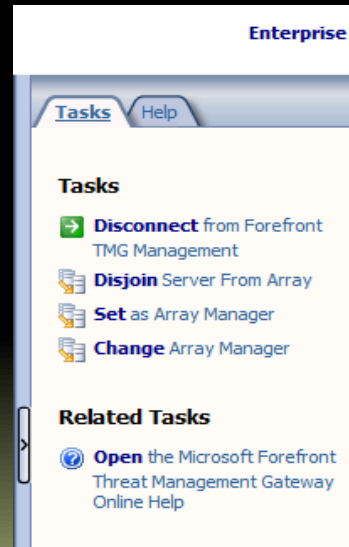 Enterprise
Tasks Help
Tasks
Disconnect from Forefront
TMG Management
Disjoin Server From Array
Set as Array Manager
Change Array Manager
Related Tasks
Open the Microsoft Forefront
Threat Management Gateway
Online Help